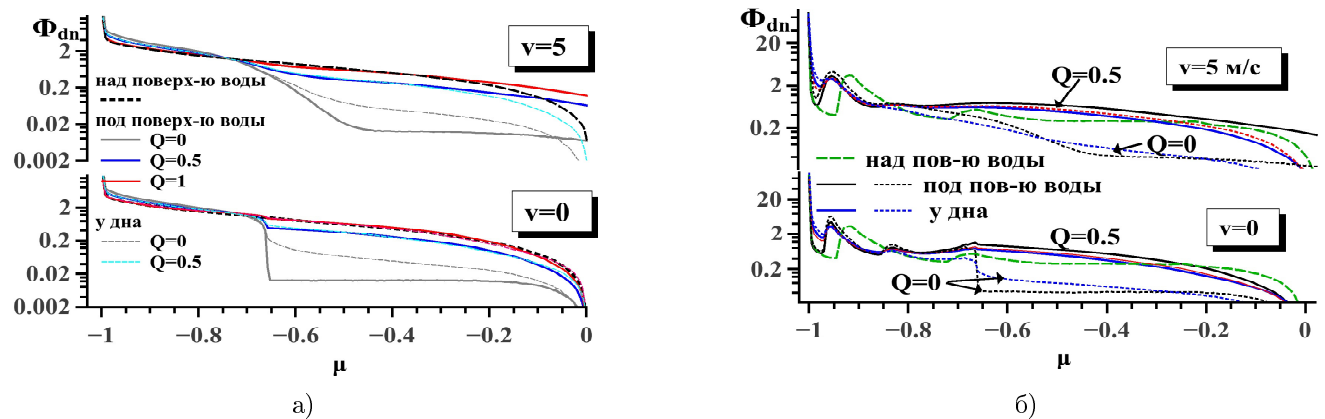 а)
Φdn
2
0.2
0.02
0.002
v=5
над поверх-ю воды
под поверх-ю воды
Q=0
Q=0.5
Q=1
2
0.2
0.02
0.002
v=0
у дна
Q=0
Q=0.5
−1 −0.8 −0.6 −0.4 −0.2 0
μ
а)
б)
Φdn
20
2
0.2
v=5 м/с
Q=0.5
Q=0
над пов-ю воды
под пов-ю воды
у дна
20
2
0.2
v=0
Q=0.5
Q=0
−1 −0.8 −0.6 −0.4 −0.2 0
μ
б)